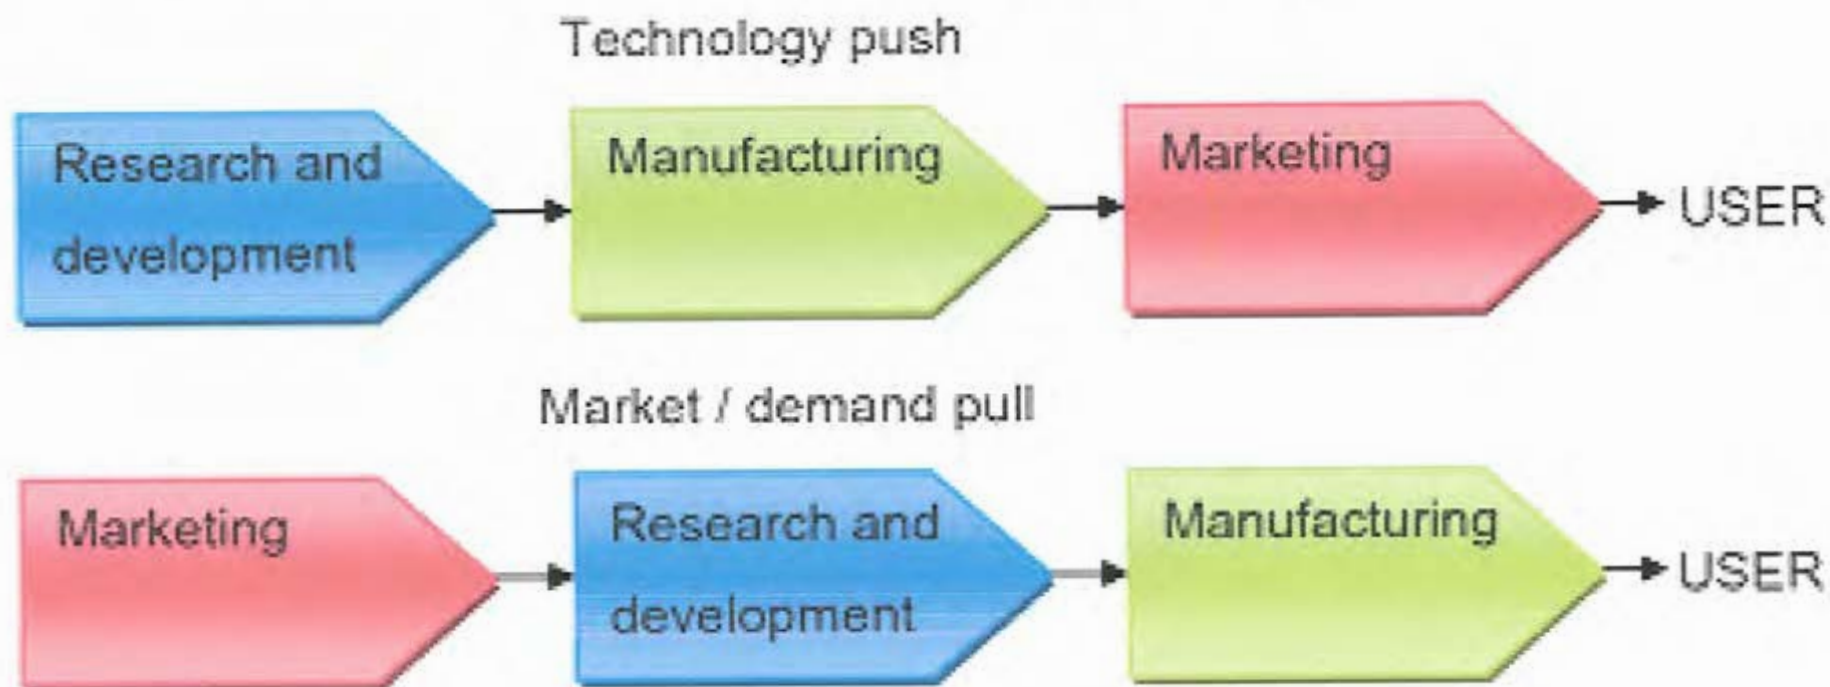 Technology push
Research and
development
Manufacturing
Marketing
USER
Market / demand pull
Marketing
Research and
development
Manufacturing
USER